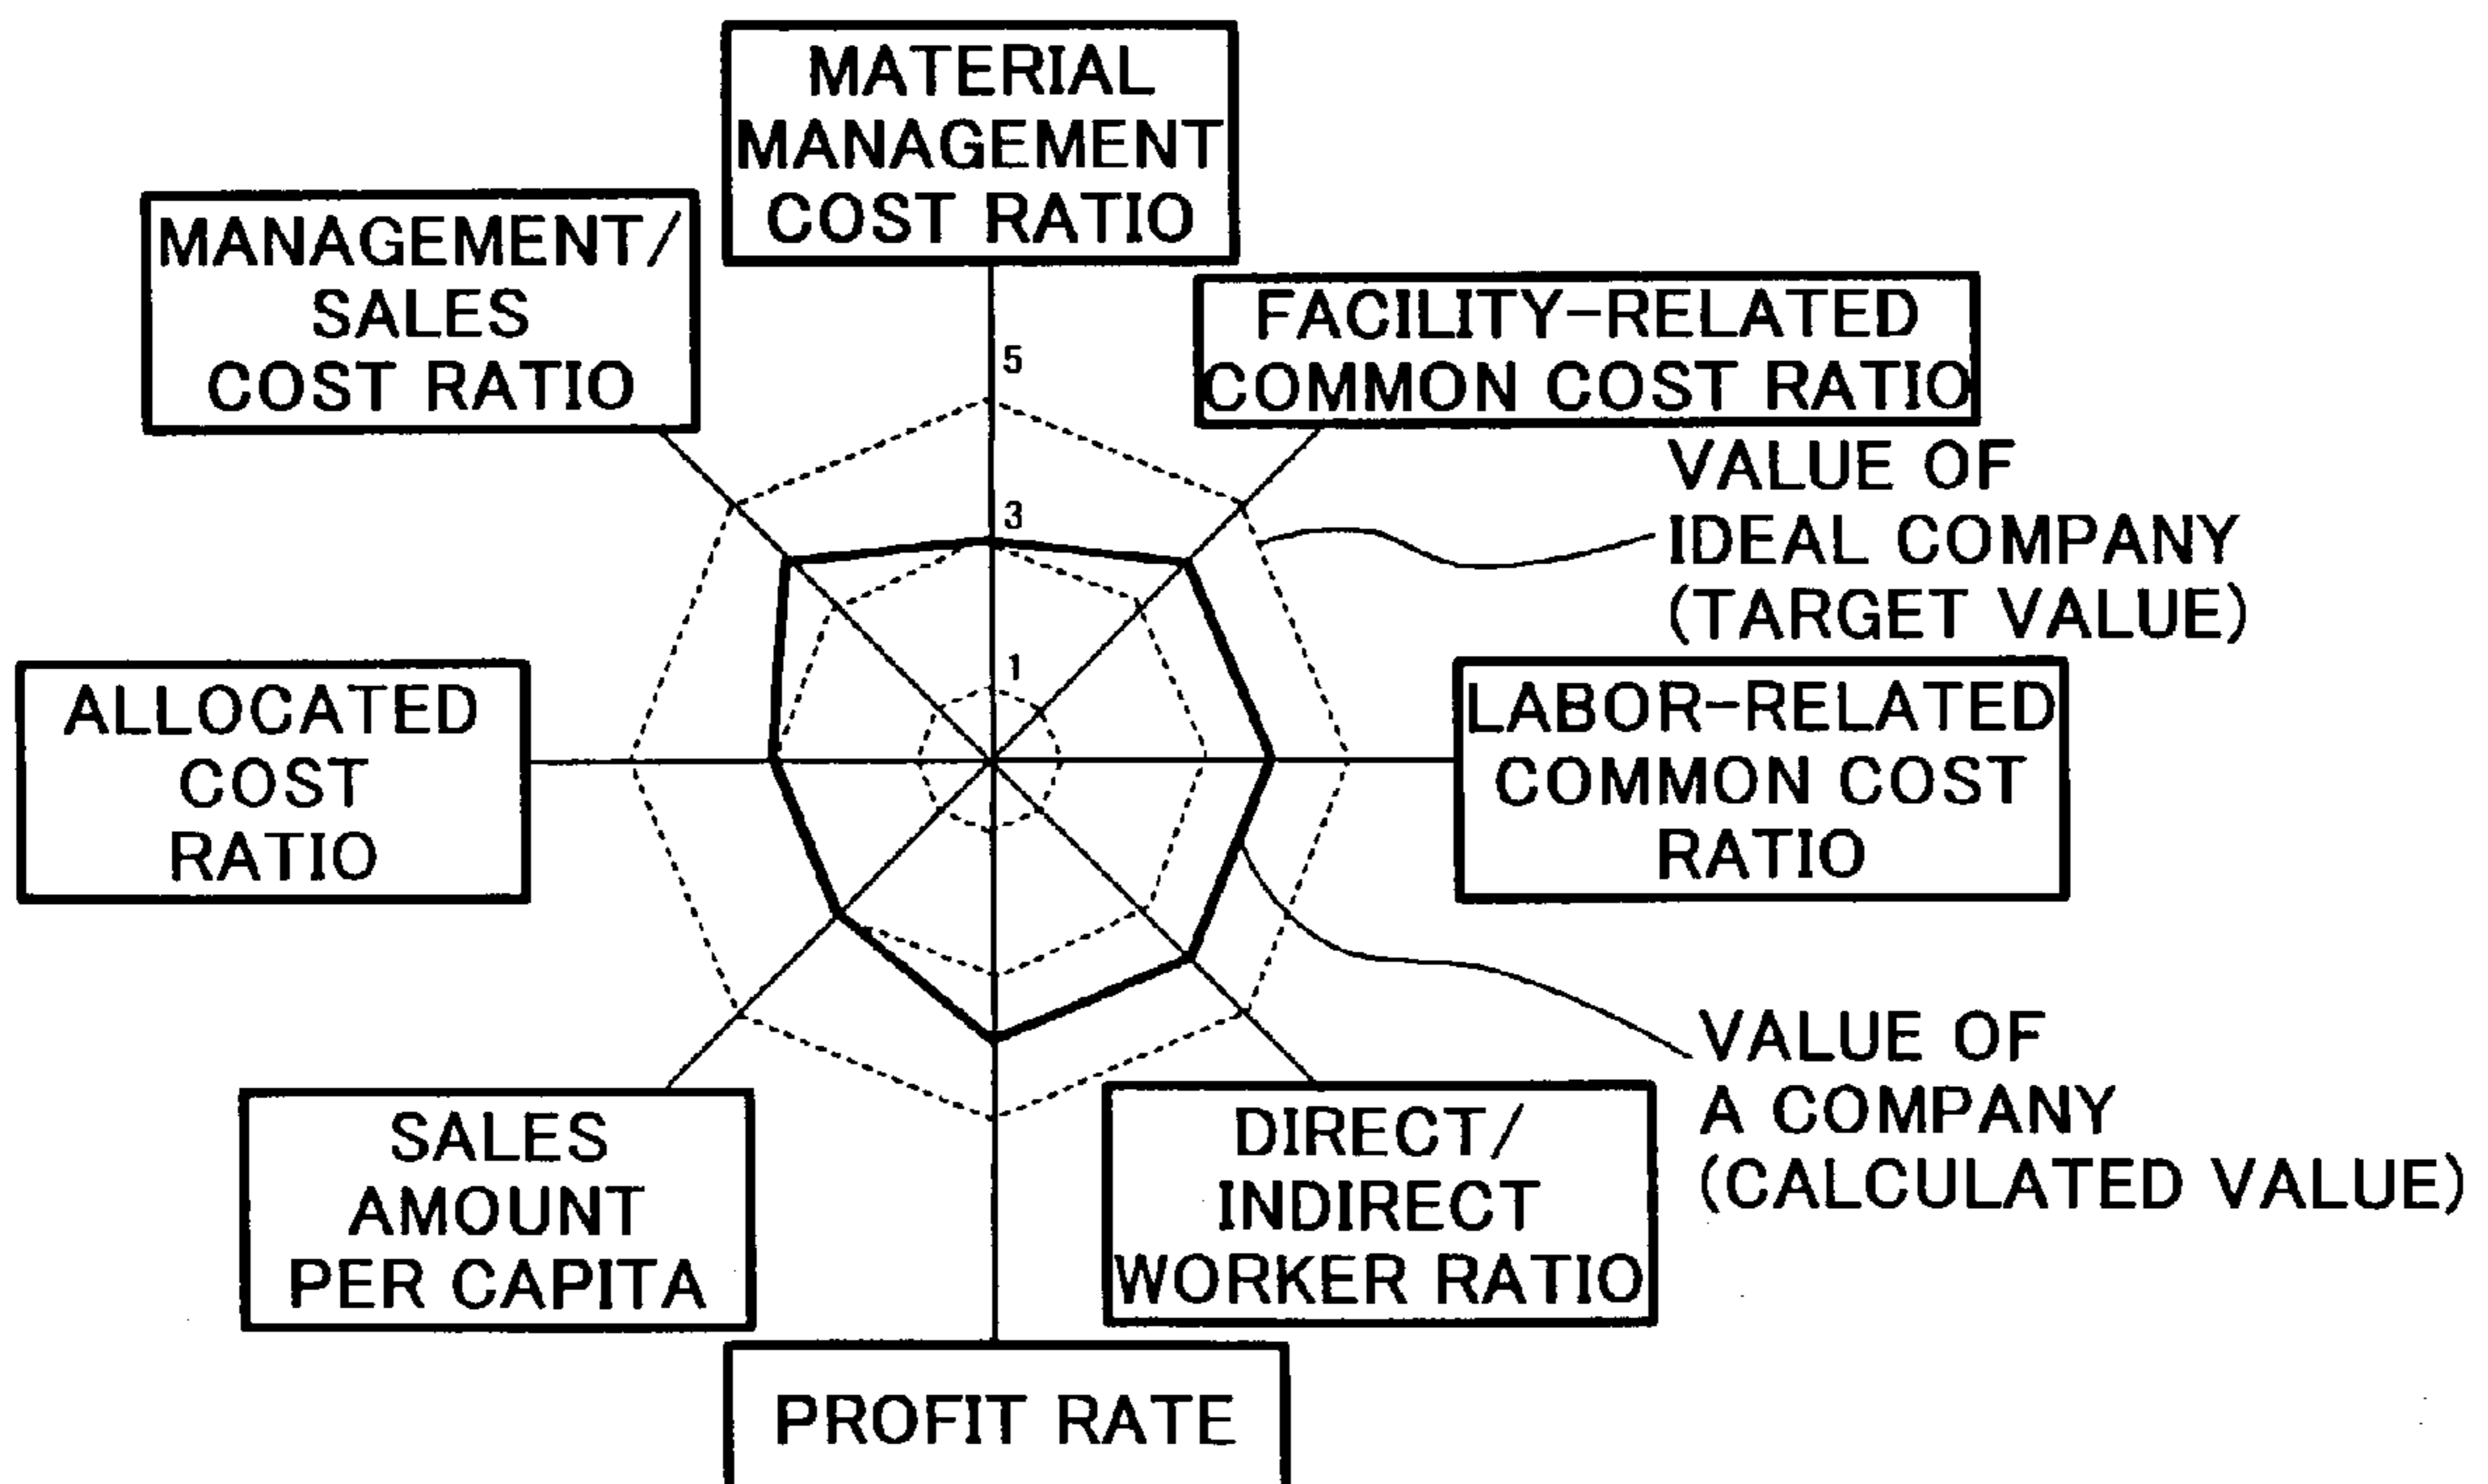 MATERIAL
MANAGEMENT
COST RATIO
MANAGEMENT/
SALES
COST RATIO
FACILITY-RELATED
COMMON COST RATIO
5
3
1
VALUE OF
IDEAL COMPANY
(TARGET VALUE)
ALLOCATED
COST
RATIO
LABOR-RELATED
COMMON COST
RATIO
VALUE OF
A COMPANY
(CALCULATED VALUE)
SALES
AMOUNT
PER CAPITA
DIRECT/
INDIRECT
WORKER RATIO
PROFIT RATE